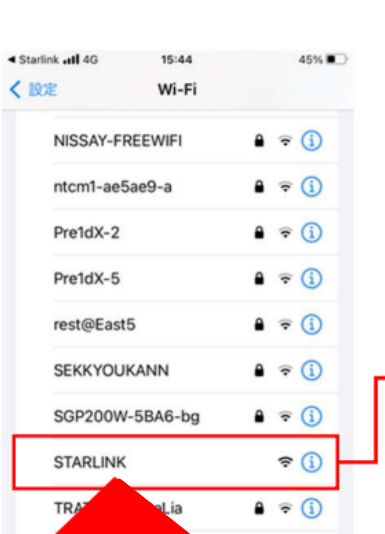 ◀ Starlink 4G 15:44 45%
設定 Wi-Fi
NISSAY-FREEWIFI
ntcm1-ae5ae9-a
Pre1dX-2
Pre1dX-5
rest@East5
SEKKYOUKANN
SGP200W-5BA6-bg
STARLINK